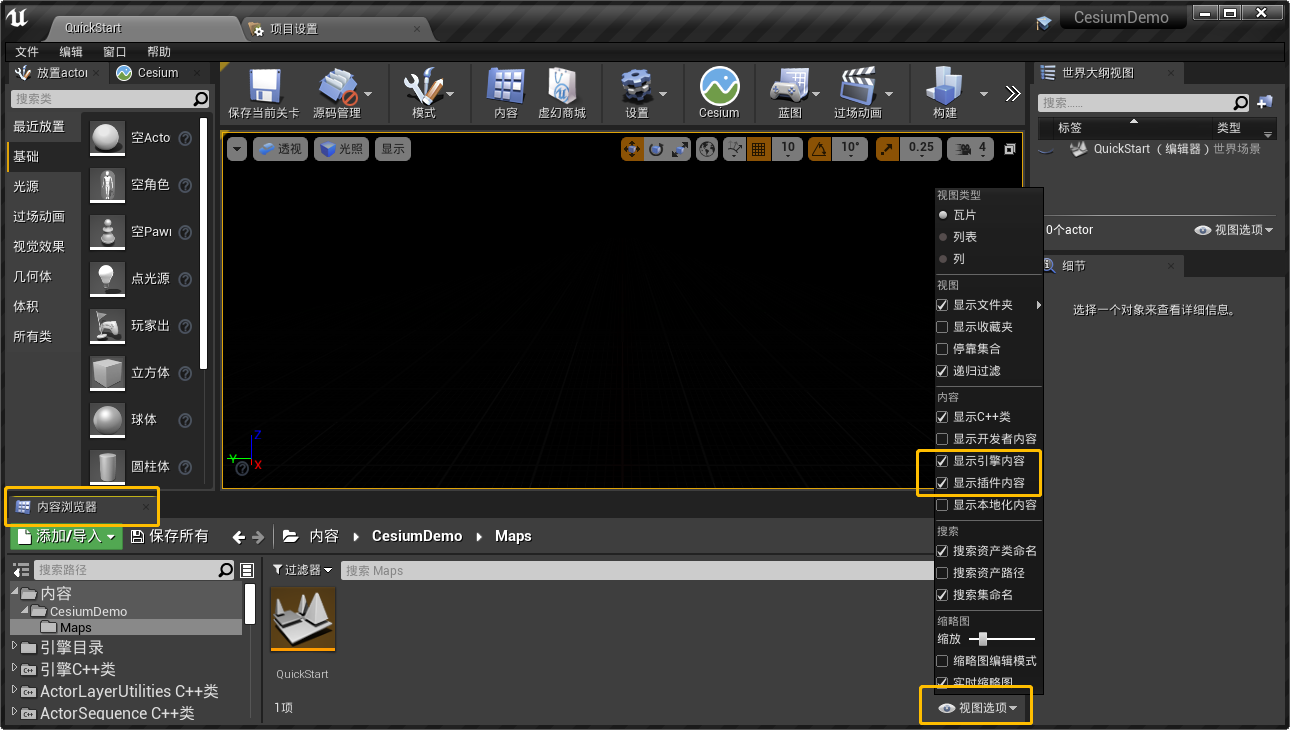 QuickStart
项目设置
CesiumDemo
文件 编辑 窗口 帮助
放置actor
Cesium
搜索类
最近放置
基础
光源
过场动画
视觉效果
几何体
体积
所有类
空Acto
空角色
空Pawn
点光源
玩家出
立方体
球体
圆柱体
保存当前关卡
源码管理
模式
内容
虚幻商城
设置
Cesium
蓝图
过场动画
构建
透视
光照
显示
10
10°
0.25
4
Z
Y
X
世界大纲视图
搜索......
标签
类型
QuickStart（编辑器）世界场景
0个actor
视图选项
细节
选择一个对象来查看详细信息。
视图类型
瓦片
列表
列
视图
显示文件夹
显示收藏夹
停靠集合
递归过滤
内容
显示C++类
显示开发者内容
显示引擎内容
显示插件内容
显示本地化内容
搜索
搜索资产类命名
搜索资产路径
搜索集命名
缩略图
缩放
缩略图编辑模式
实时缩略图
视图选项
内容浏览器
添加/导入
保存所有
内容
CesiumDemo
Maps
搜索路径
过滤器
搜索 Maps
内容
CesiumDemo
Maps
引擎目录
引擎C++类
ActorLayerUtilities C++类
ActorSequence C++类
QuickStart
1项